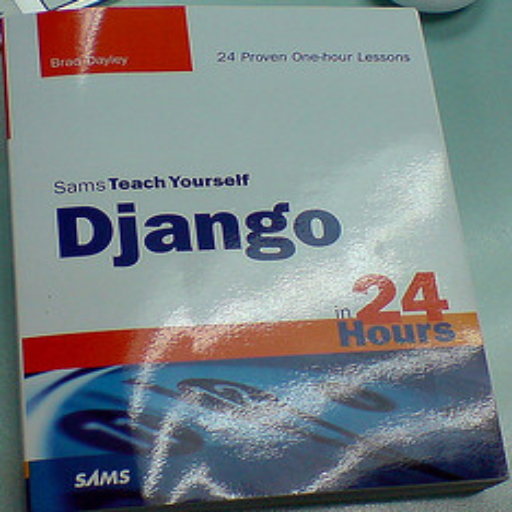 Brad Dayley
24 Proven One-hour Lessons
Sams Teach Yourself
Django
in 24
Hours
SAMS